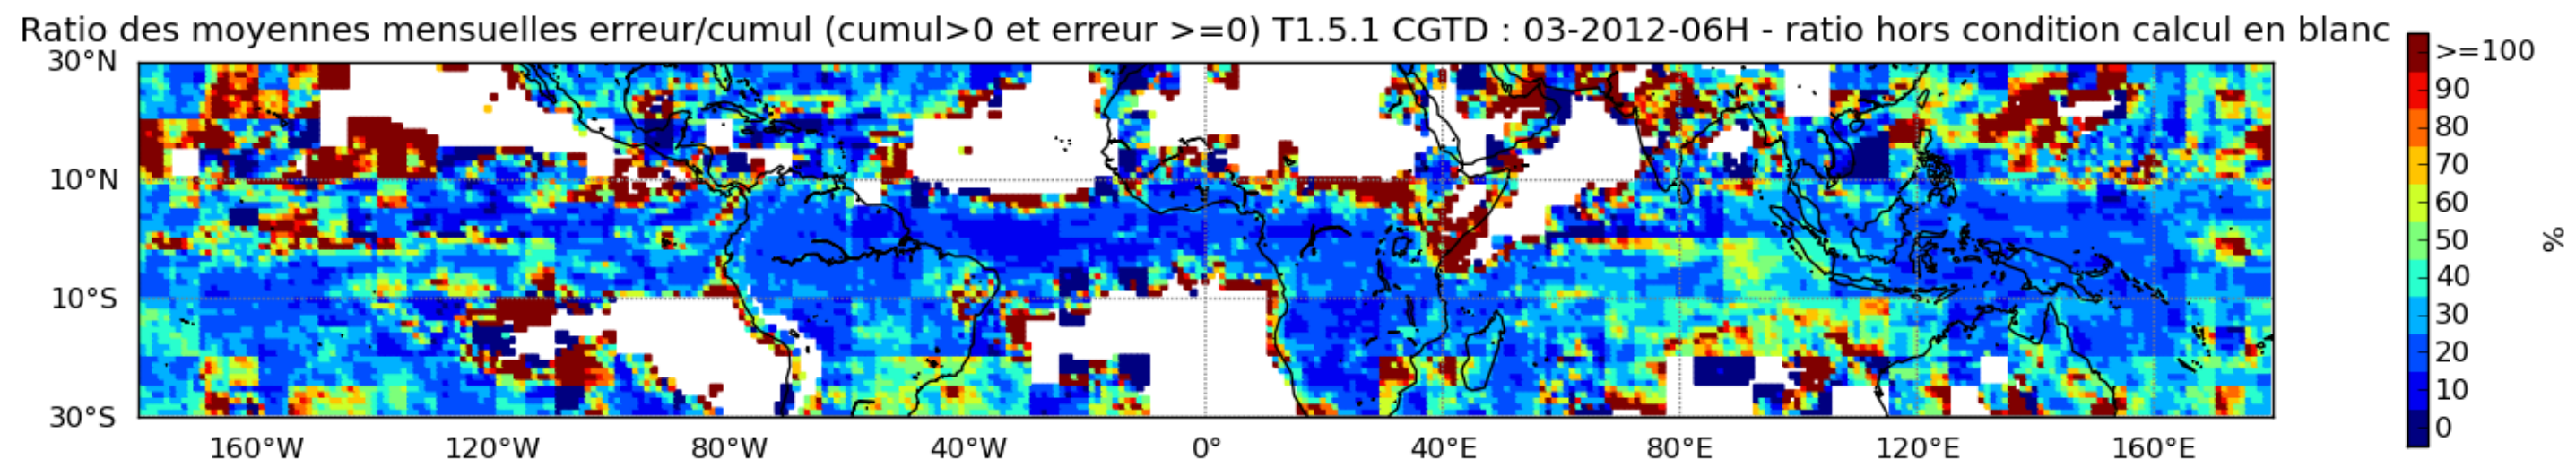 Ratio des moyennes mensuelles erreur/cumul (cumul>0 et erreur >=0) T1.5.1 CGTD : 03-2012-06H - ratio hors condition calcul en blanc
30°N
10°N
10°S
30°S
160°W 120°W 80°W 40°W 0° 40°E 80°E 120°E 160°E
>=100
90
80
70
60
50
40
30
20
10
0
%